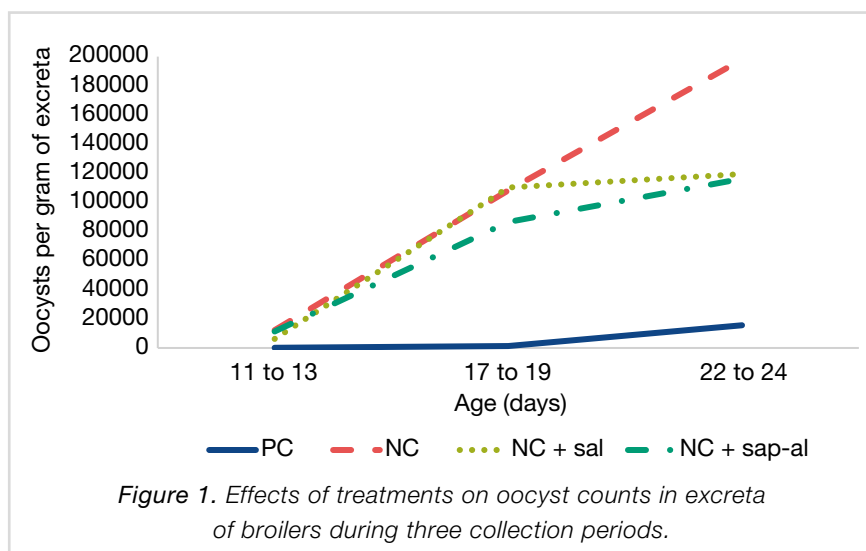 Oocysts per gram of excreta
200000
180000
160000
140000
120000
100000
80000
60000
40000
20000
0
11 to 13
17 to 19
22 to 24
Age (days)
PC
NC
NC + sal
NC + sap-al
Figure 1. Effects of treatments on oocyst counts in excreta
of broilers during three collection periods.